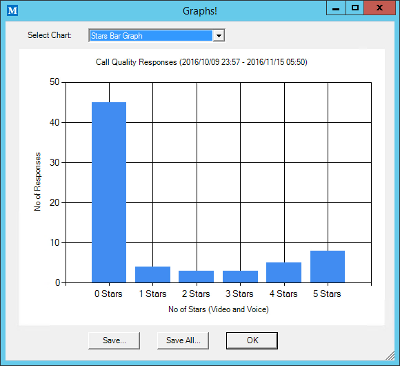 M
Graphs!
Select Chart:
Stars Bar Graph
Call Quality Responses (2016/10/09 23:57 - 2016/11/15 05:50)
No of Responses
50
40
30
20
10
0
0 Stars 1 Stars 2 Stars 3 Stars 4 Stars 5 Stars
No of Stars (Video and Voice)
Save... Save All... OK